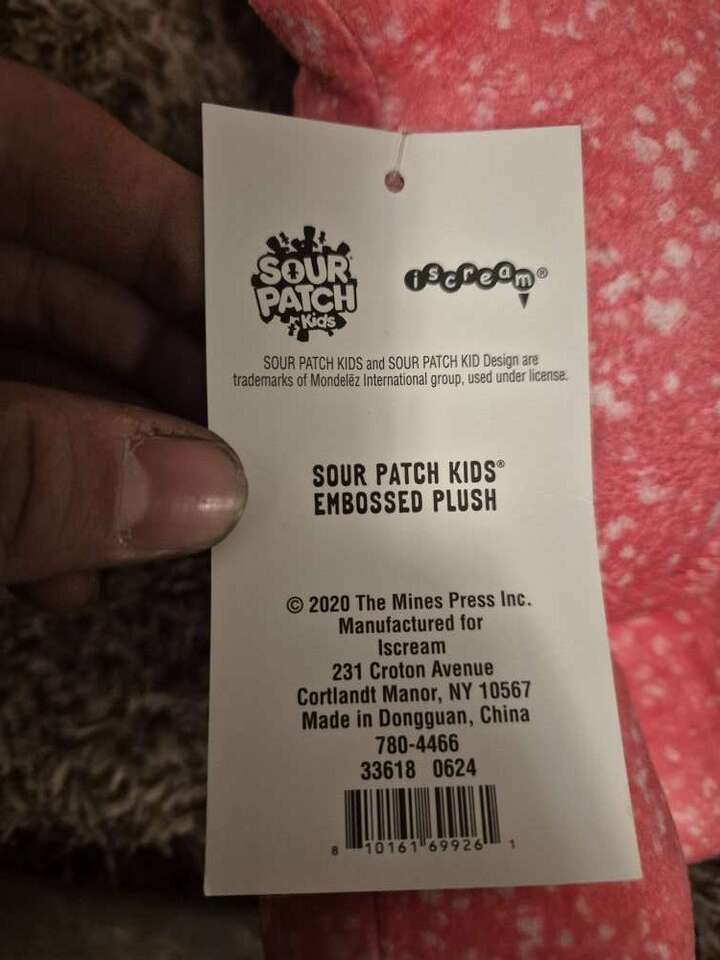 SOUR
PATCH
Kids
iscream®
SOUR PATCH KIDS and SOUR PATCH KID Design are
trademarks of Mondelēz International group, used under license.
SOUR PATCH KIDS®
EMBOSSED PLUSH
© 2020 The Mines Press Inc.
Manufactured for
Iscream
231 Croton Avenue
Cortlandt Manor, NY 10567
Made in Dongguan, China
780-4466
33618 0624
8 10161 69926 1